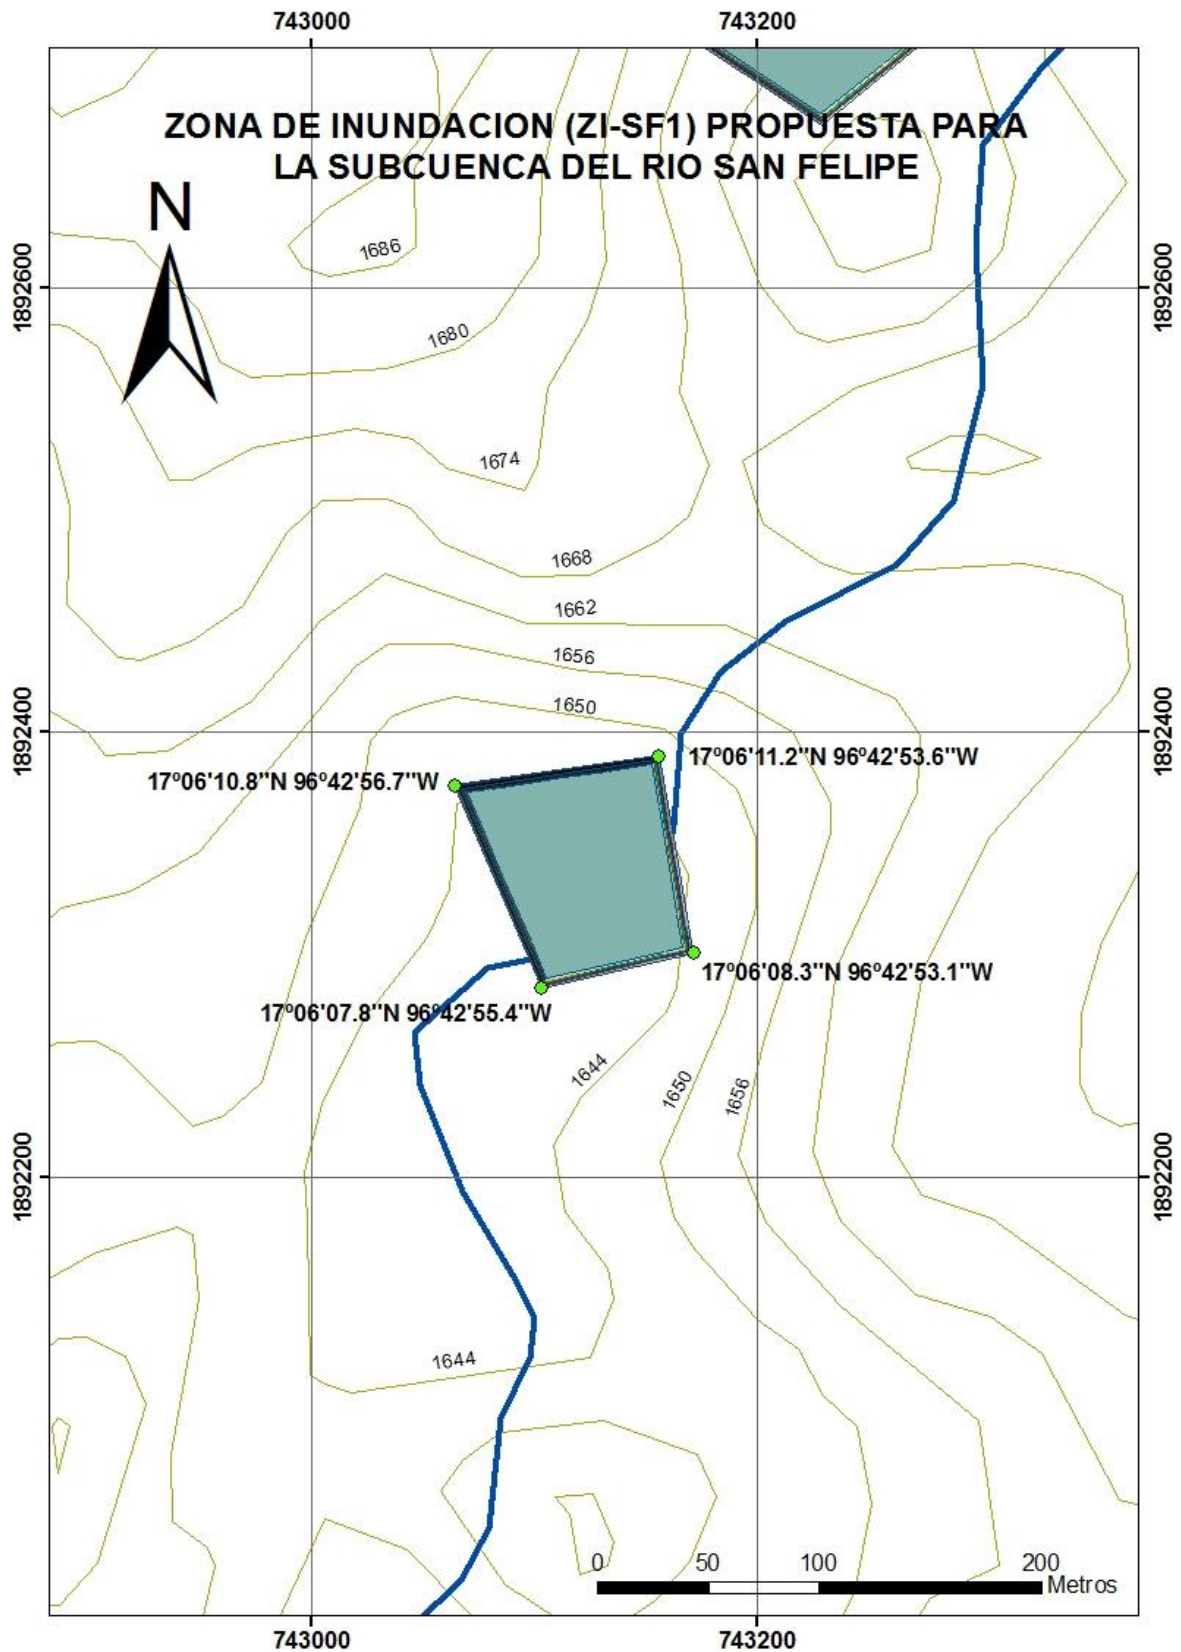 743000 743200
ZONA DE INUNDACION (ZI-SF1) PROPUESTA PARA
LA SUBCUENCA DEL RIO SAN FELIPE
N
1686
1892600 1892600
1680
1674
1668
1662
1656
1650
1892400 1892400
17º06'11.2"N 96º42'53.6"W
17º06'10.8"N 96º42'56.7"W
17º06'08.3"N 96º42'53.1"W
17º06'07.8"N 96º42'55.4"W
1644
1650
1656
1892200 1892200
1644
0 50 100 200
Metros
743000 743200